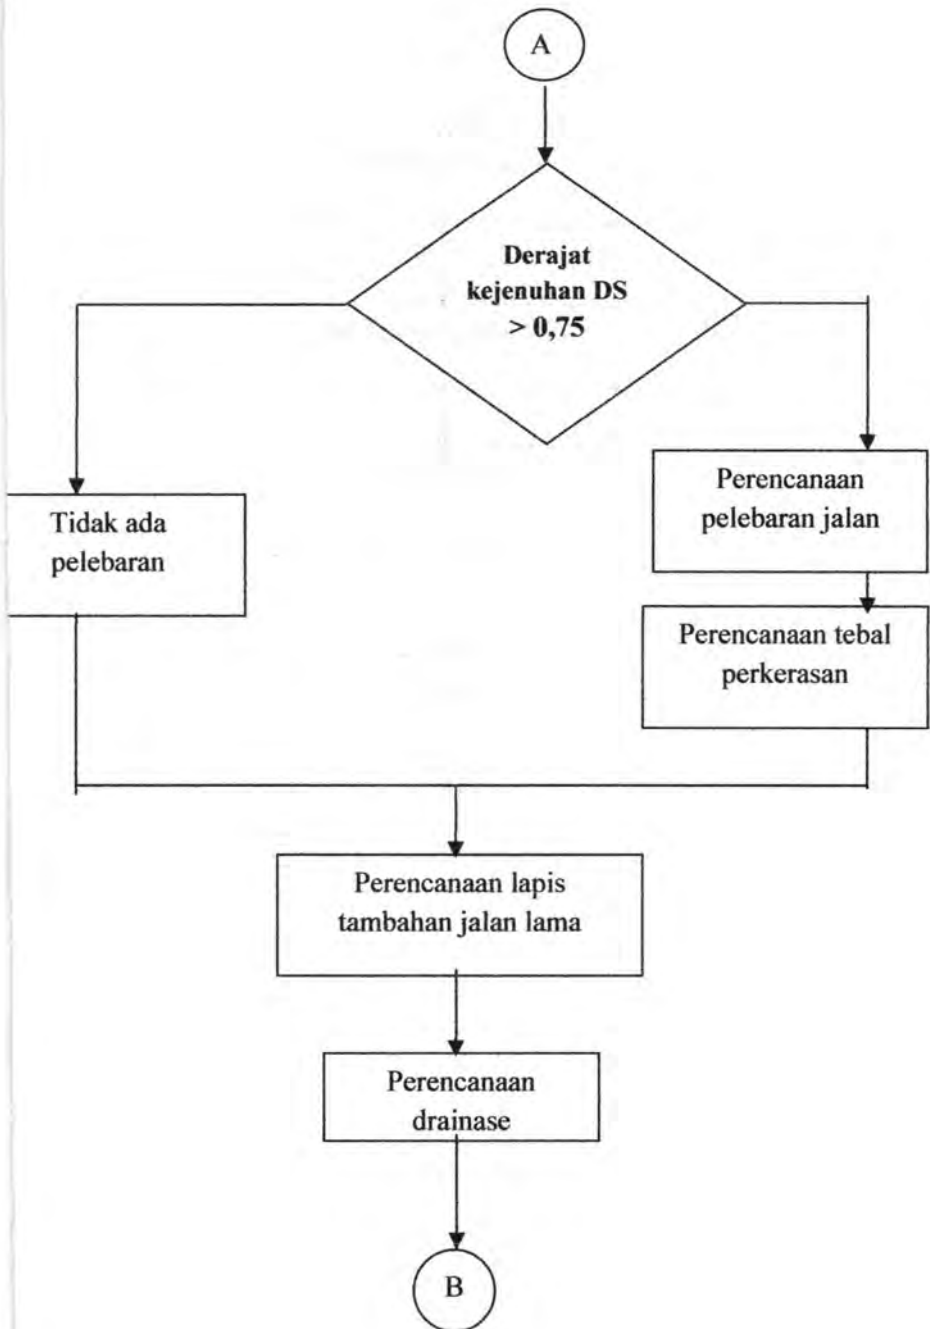 A
Derajat
kejenuhan DS
> 0,75
Tidak ada
pelebaran
Perencanaan
pelebaran jalan
Perencanaan tebal
perkerasan
Perencanaan lapis
tambahan jalan lama
Perencanaan
drainase
B